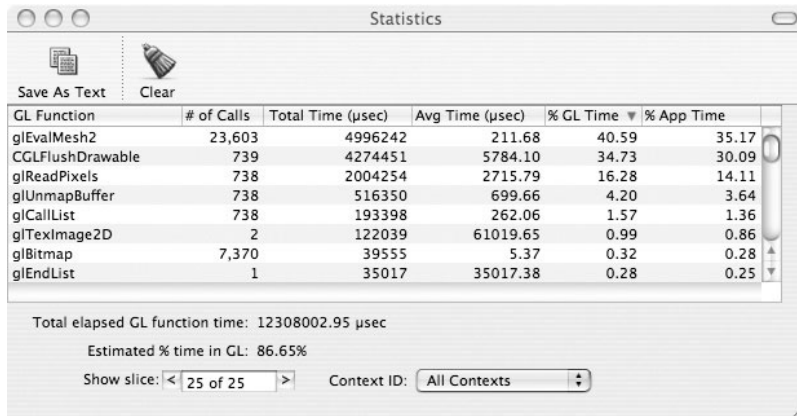 Statistics
Save As Text Clear
GL Function # of Calls Total Time (µsec) Avg Time (µsec) % GL Time % App Time
glEvalMesh2 23,603 4996242 211.68 40.59 35.17
CGLFlushDrawable 739 4274451 5784.10 34.73 30.09
glReadPixels 738 2004254 2715.79 16.28 14.11
glUnmapBuffer 738 516350 699.66 4.20 3.64
glCallList 738 193398 262.06 1.57 1.36
glTexImage2D 2 122039 61019.65 0.99 0.86
glBitmap 7,370 39555 5.37 0.32 0.28
glEndList 1 35017 35017.38 0.28 0.25
Total elapsed GL function time: 12308002.95 µsec
Estimated % time in GL: 86.65%
Show slice: < 25 of 25 > Context ID: All Contexts